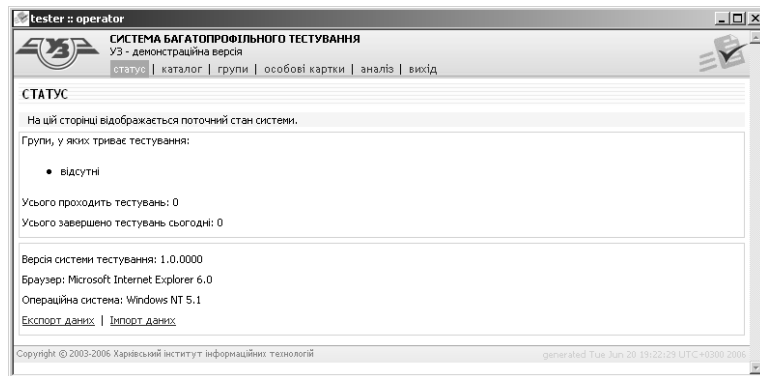 tester :: operator
УЗ
СИСТЕМА БАГАТОПРОФІЛЬНОГО ТЕСТУВАННЯ
УЗ - демонстраційна версія
статус | каталог | групи | особові картки | аналіз | вихід
СТАТУС
На цій сторінці відображається поточний стан системи.
Групи, у яких триває тестування:
● відсутні
Усього проходить тестувань: 0
Усього завершено тестувань сьогодні: 0
Версія системи тестування: 1.0.0000
Браузер: Microsoft Internet Explorer 6.0
Операційна система: Windows NT 5.1
Експорт даних | Імпорт даних
Copyright © 2003-2006 Харківський інститут інформаційних технологій generated Tue Jun 20 19:22:29 UTC+0300 2006